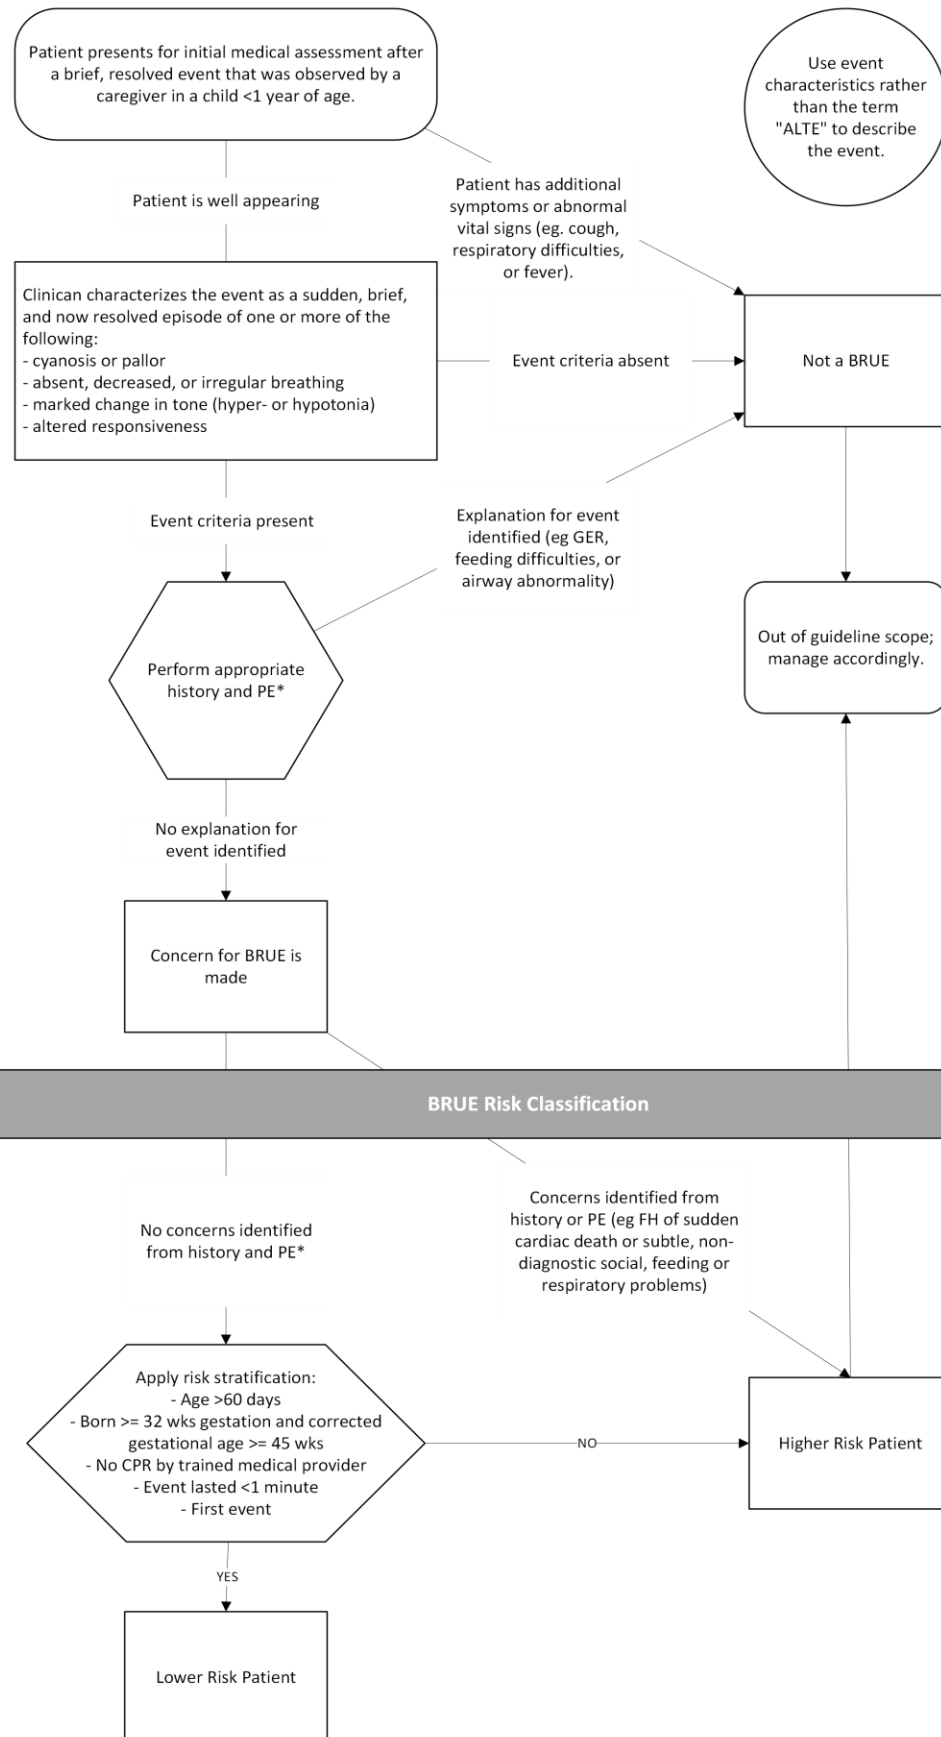 Patient presents for initial medical assessment after
a brief, resolved event that was observed by a
caregiver in a child <1 year of age.
Use event
characteristics rather
than the term
"ALTE" to describe
the event.
Patient is well appearing
Patient has additional
symptoms or abnormal
vital signs (eg. cough,
respiratory difficulties,
or fever).
Clinican characterizes the event as a sudden, brief,
and now resolved episode of one or more of the
following:
- cyanosis or pallor
- absent, decreased, or irregular breathing
- marked change in tone (hyper- or hypotonia)
- altered responsiveness
Event criteria absent
Not a BRUE
Event criteria present
Explanation for event
identified (eg GER,
feeding difficulties, or
airway abnormality)
Perform appropriate
history and PE*
Out of guideline scope;
manage accordingly.
No explanation for
event identified
Concern for BRUE is
made
BRUE Risk Classification
No concerns identified
from history and PE*
Concerns identified from
history or PE (eg FH of sudden
cardiac death or subtle, non-
diagnostic social, feeding or
respiratory problems)
Apply risk stratification:
- Age >60 days
- Born >= 32 wks gestation and corrected
gestational age >= 45 wks
- No CPR by trained medical provider
- Event lasted <1 minute
- First event
NO
Higher Risk Patient
YES
Lower Risk Patient